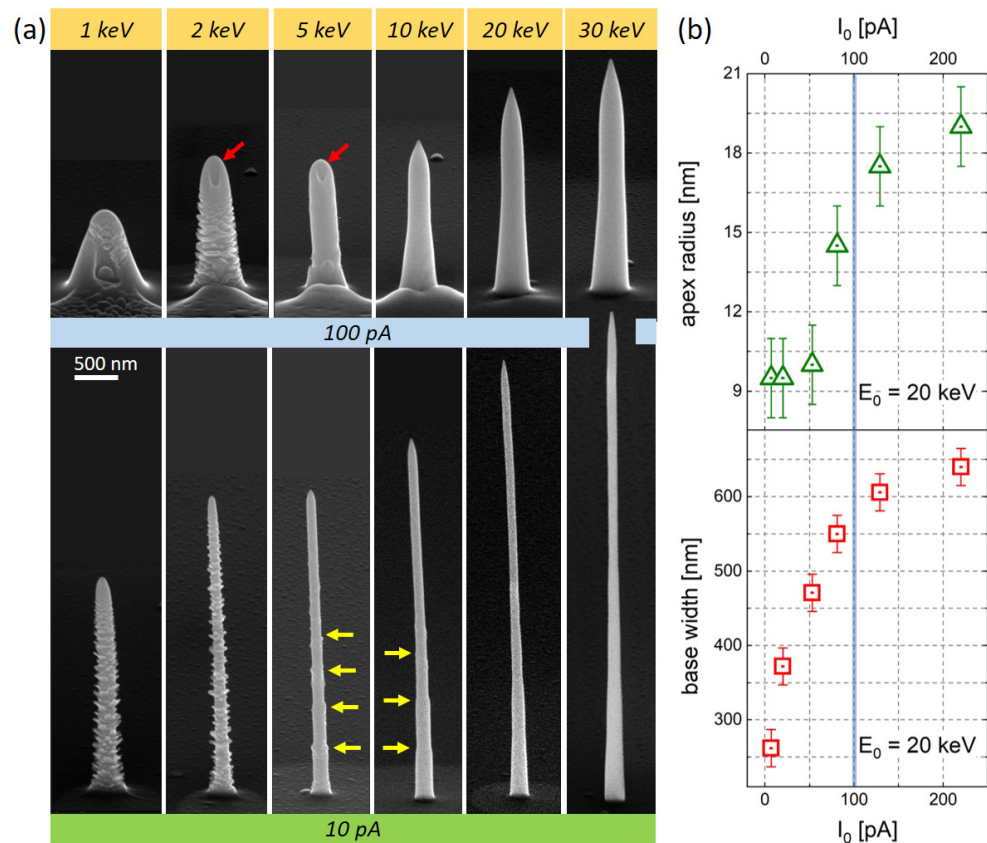 (a)
1 keV 2 keV 5 keV 10 keV 20 keV 30 keV
100 pA
500 nm
10 pA
(b)
I0 [pA]
0 100 200
21
18
15
12
9
apex radius [nm]
E0 = 20 keV
600
500
400
300
base width [nm]
E0 = 20 keV
0 100 200
I0 [pA]